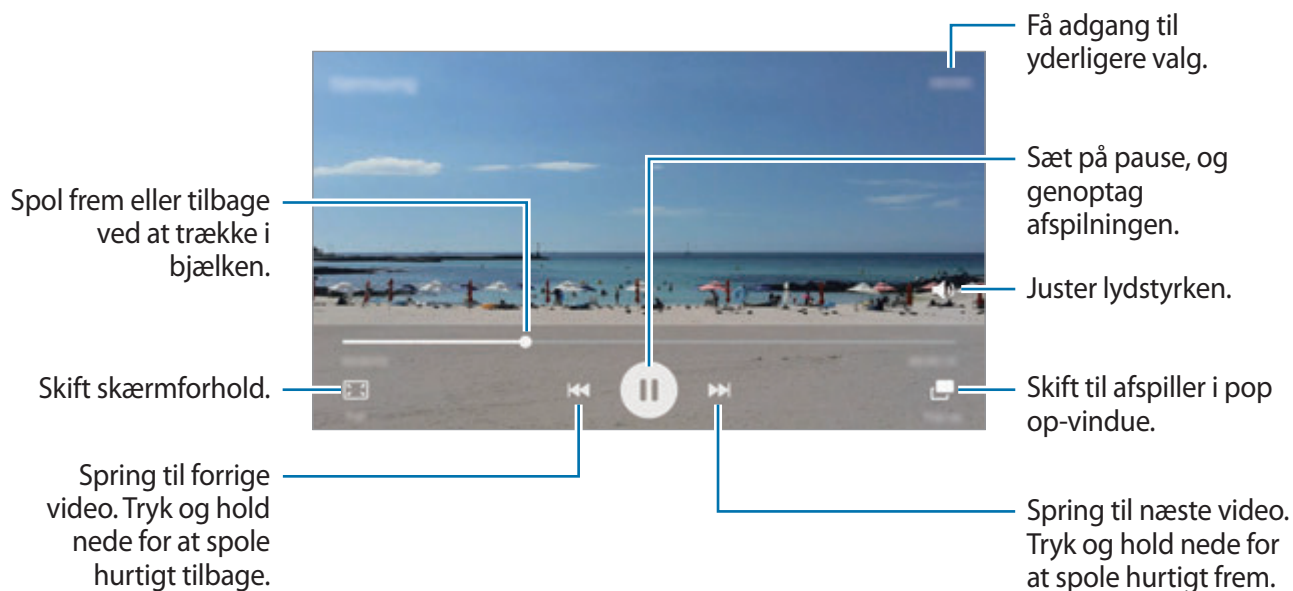 Få adgang til
yderligere valg.
Sæt på pause, og
genoptag
afspilningen.
Spol frem eller tilbage
ved at trække i
bjælken.
Juster lydstyrken.
Skift skærmforhold.
Skift til afspiller i pop
op-vindue.
Spring til forrige
video. Tryk og hold
nede for at spole
hurtigt tilbage.
Spring til næste video.
Tryk og hold nede for
at spole hurtigt frem.